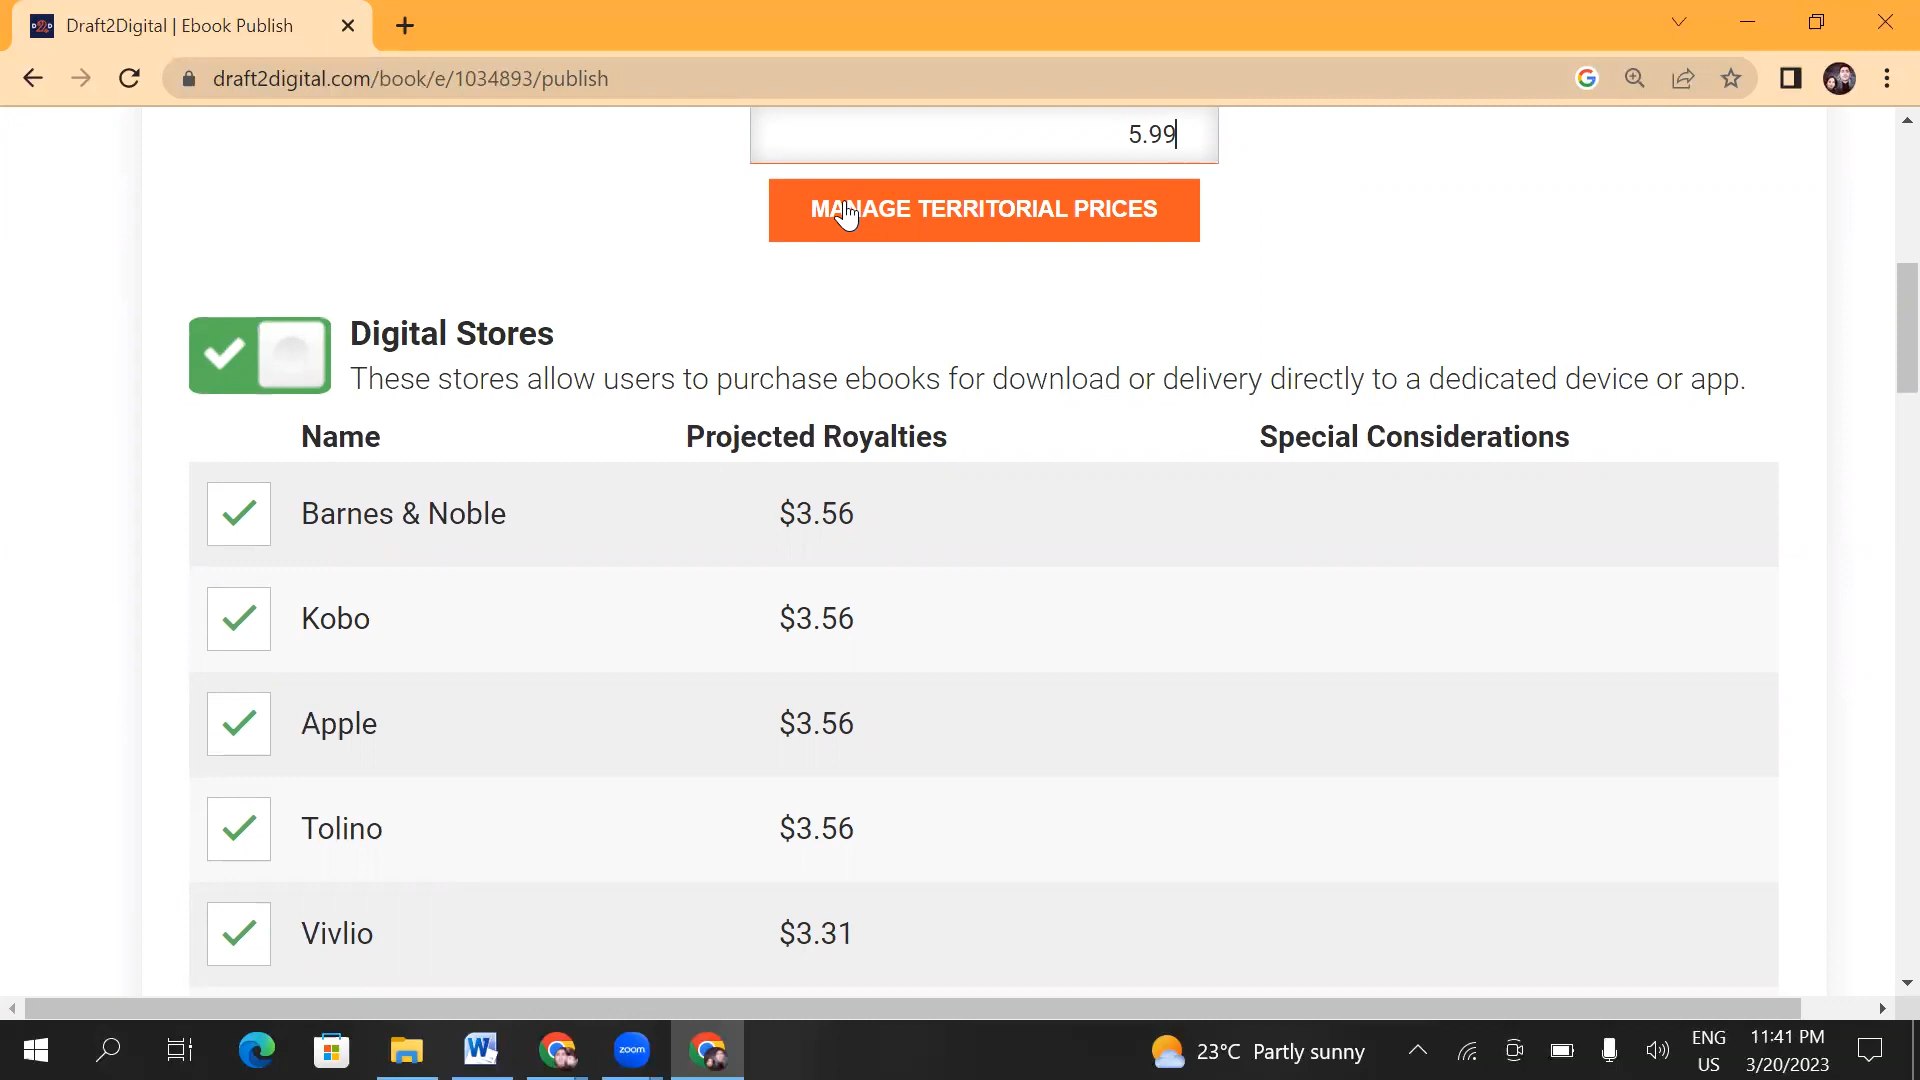 Draft2Digital | Ebook Publish
draft2digital.com/book/e/1034893/publish
5.99
MANAGE TERRITORIAL PRICES
Digital Stores
These stores allow users to purchase ebooks for download or delivery directly to a dedicated device or app.
Name Projected Royalties Special Considerations
Barnes & Noble $3.56
Kobo $3.56
Apple $3.56
Tolino $3.56
Vivlio $3.31
zoom
23°C Partly sunny
ENG
US
11:41 PM
3/20/2023